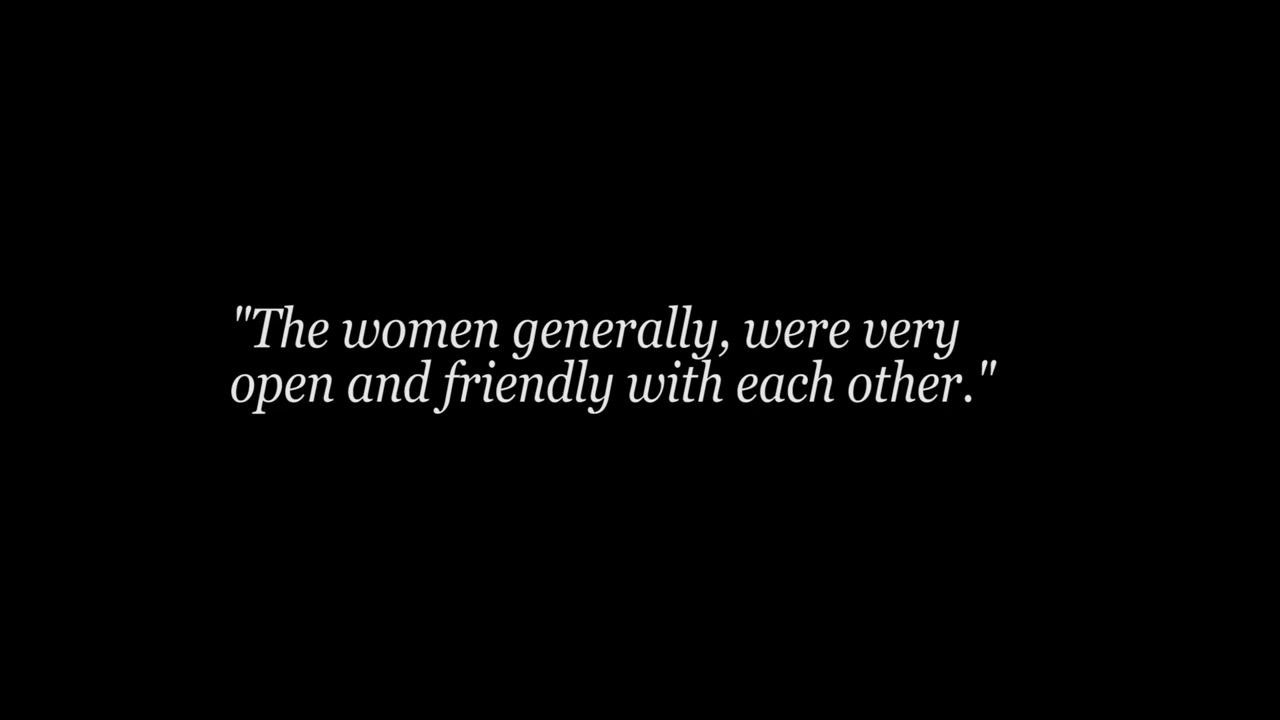 "The women generally, were very
open and friendly with each other."